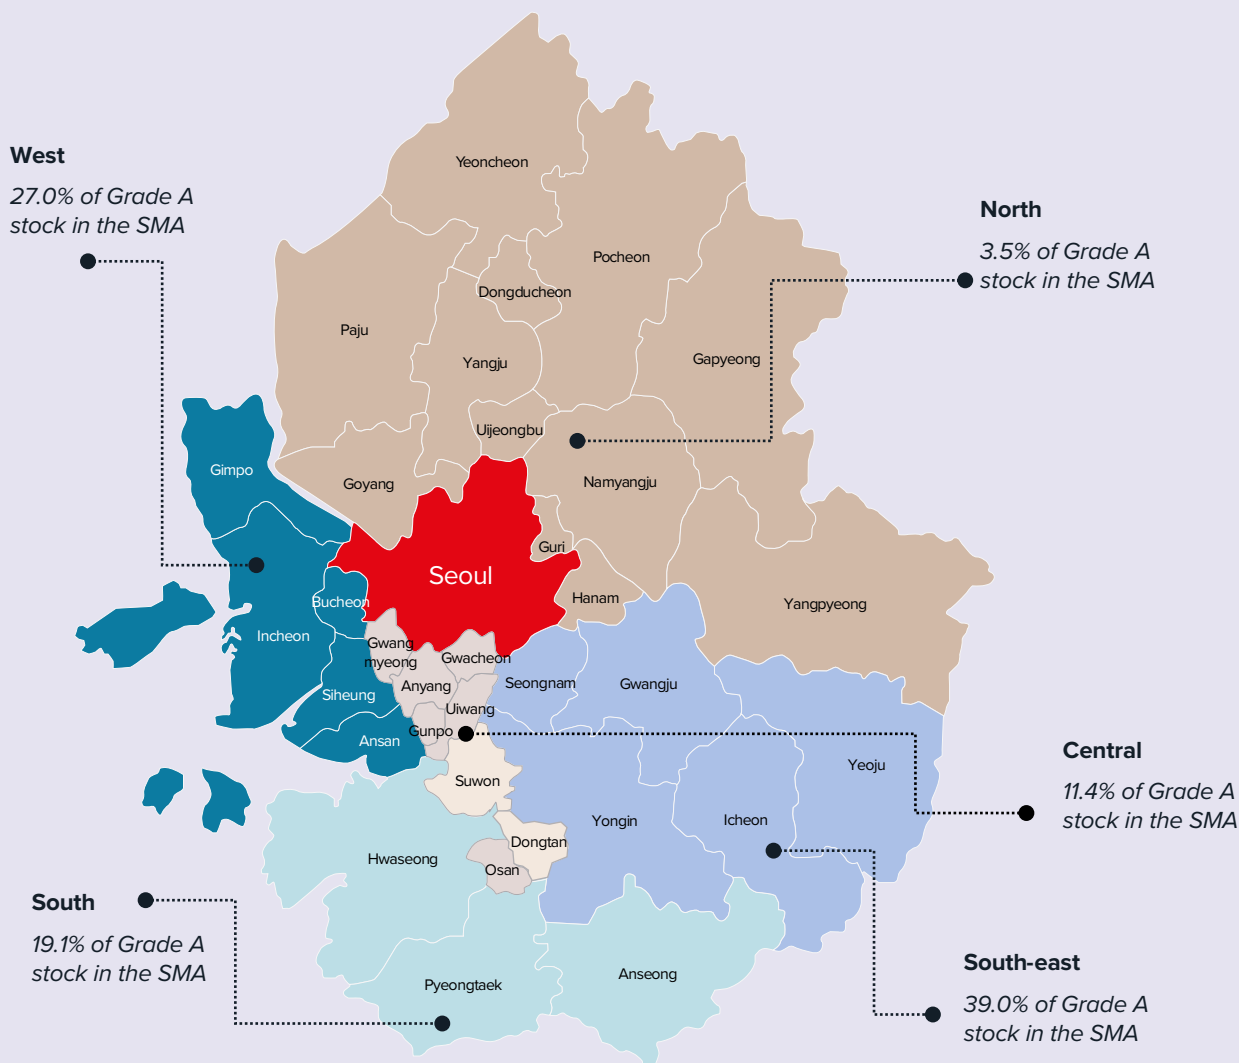 West
27.0% of Grade A
stock in the SMA
North
3.5% of Grade A
stock in the SMA
Yeoncheon
Pocheon
Dongducheon
Paju
Yangju
Gapyeong
Uijeongbu
Gimpo
Goyang
Namyangju
Guri
Seoul
Hanam
Bucheon
Yangpyeong
Incheon
Gwang
myeong
Gwacheon
Anyang
Seongnam
Gwangju
Siheung
Uiwang
Gunpo
Ansan
Suwon
Yeoju
Central
11.4% of Grade A
stock in the SMA
Yongin
Icheon
Dongtan
Hwaseong
Osan
South
19.1% of Grade A
stock in the SMA
Pyeongtaek
Anseong
South-east
39.0% of Grade A
stock in the SMA